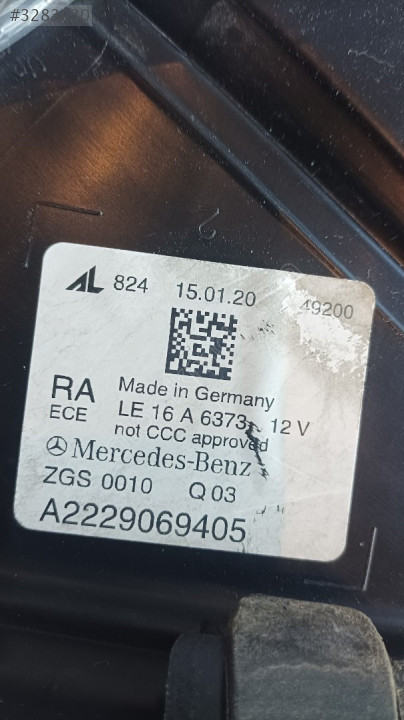 AL 824 15.01.20 49200
RA Made in Germany
ECE LE 16 A 6373 12 V
not CCC approved
Mercedes-Benz
ZGS 0010 Q 03
A2229069405